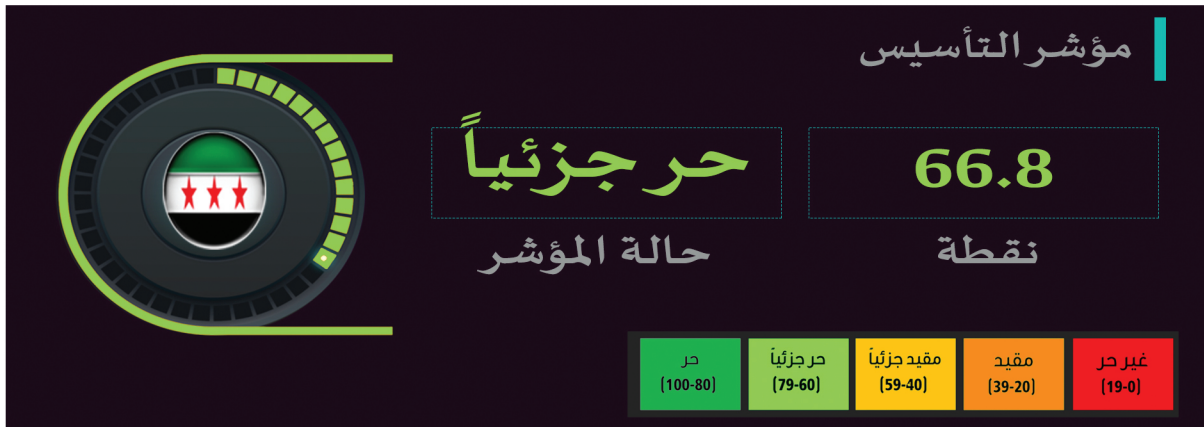 مؤشر التأسيس
66.8
نقطة
حر جزئياً
حالة المؤشر
غير حر
(19-0)
مقيد
(39-20)
مقيد جزئياً
(59-40)
حر جزئياً
(79-60)
حر
(100-80)